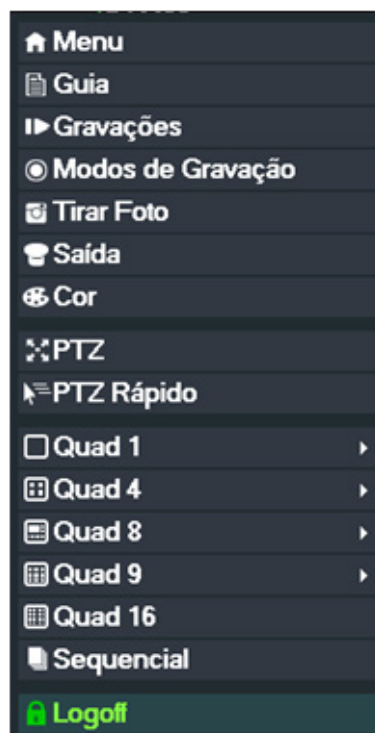 Menu
Guia
Gravações
Modos de Gravação
Tirar Foto
Saída
Cor
PTZ
PTZ Rápido
Quad 1
Quad 4
Quad 8
Quad 9
Quad 16
Sequencial
Logoff